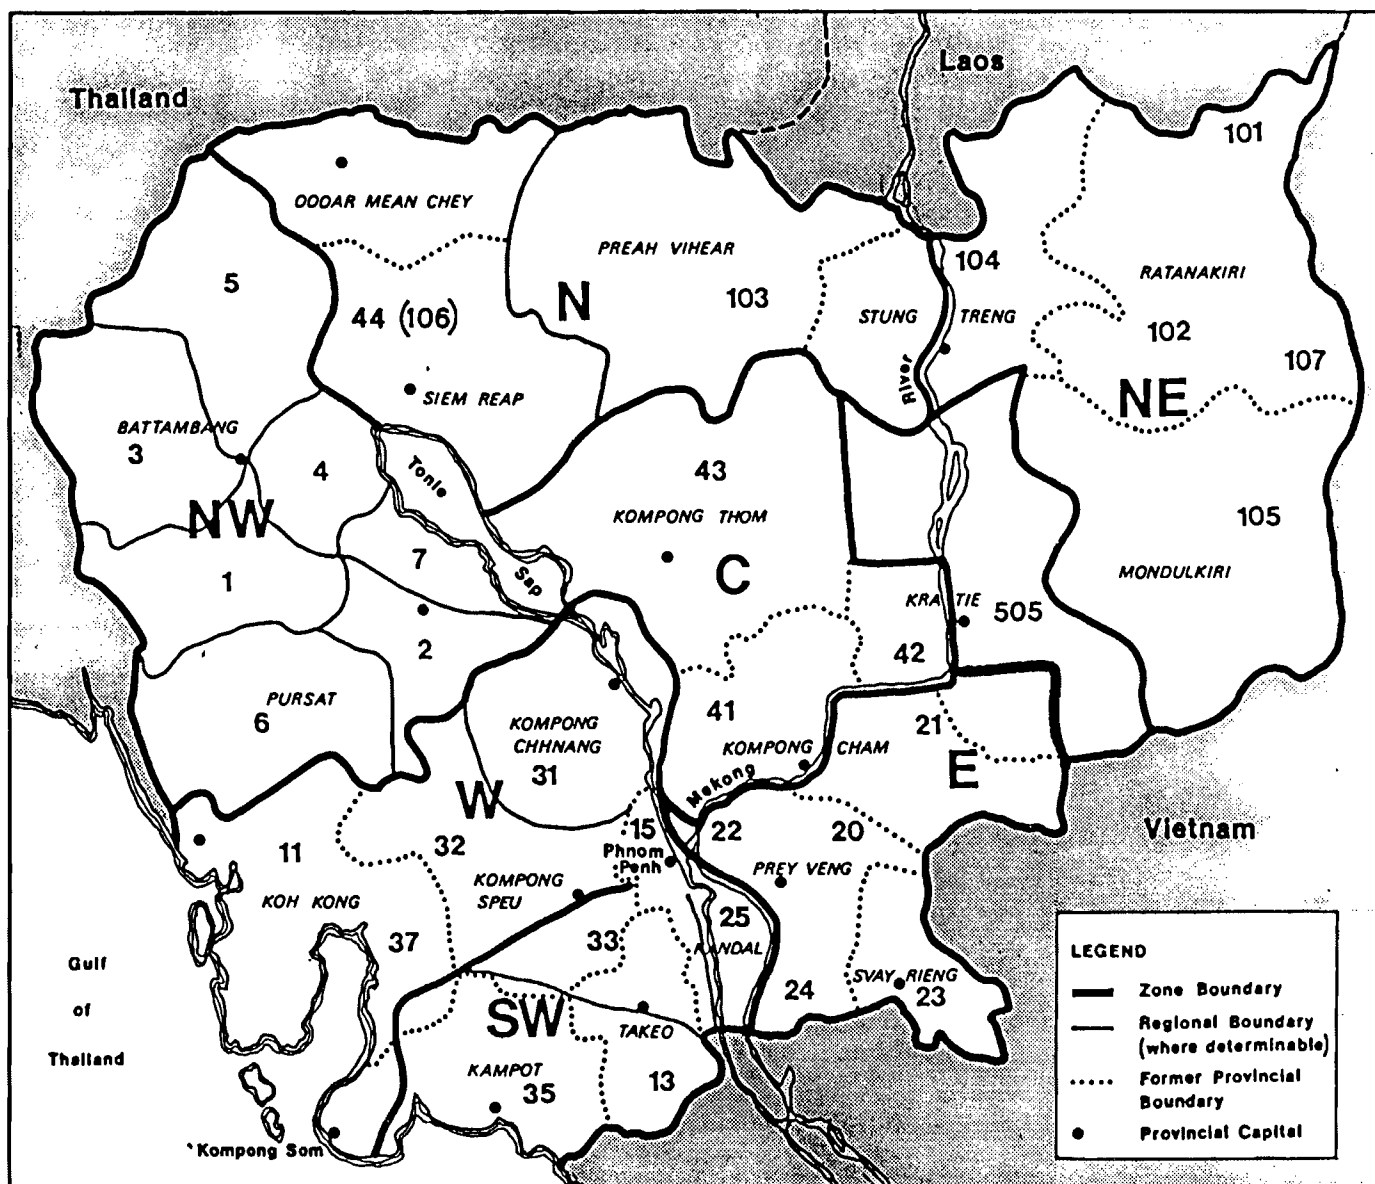 Laos
Thailand
101
ODDAR MEAN CHEY
PREAH VIHEAR
104
RATANAKIRI
5
N
103
44 (106)
STUNG TRENG
102
107
River
SIEM REAP
NE
BATTAMBANG
3
4
Tonle
43
NW
KOMPONG THOM
105
7
Sap
C
MONDULKIRI
1
KRATIE
505
2
42
PURSAT
6
41
21
KOMPONG
CHHNANG
31
KOMPONG CHAM
Mekong
E
W
15
22
20
Vietnam
11
32
Phnom
Penh
PREY VENG
KOMPONG
SPEU
KOH KONG
25
37
33
KANDAL
SVAY RIENG
24
23
Gulf
of
Thailand
SW
TAKEO
KAMPOT
35
13
Kompong Som
LEGEND
Zone Boundary
Regional Boundary
(where determinable)
Former Provincial
Boundary
Provincial Capital